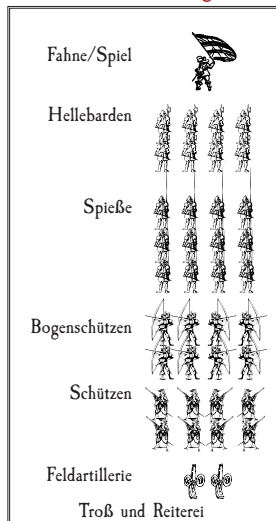 Fahne/Spiel
Hellebarden
Spieße
Bogenschützen
Schützen
Feldartillerie
Troß und Reiterei